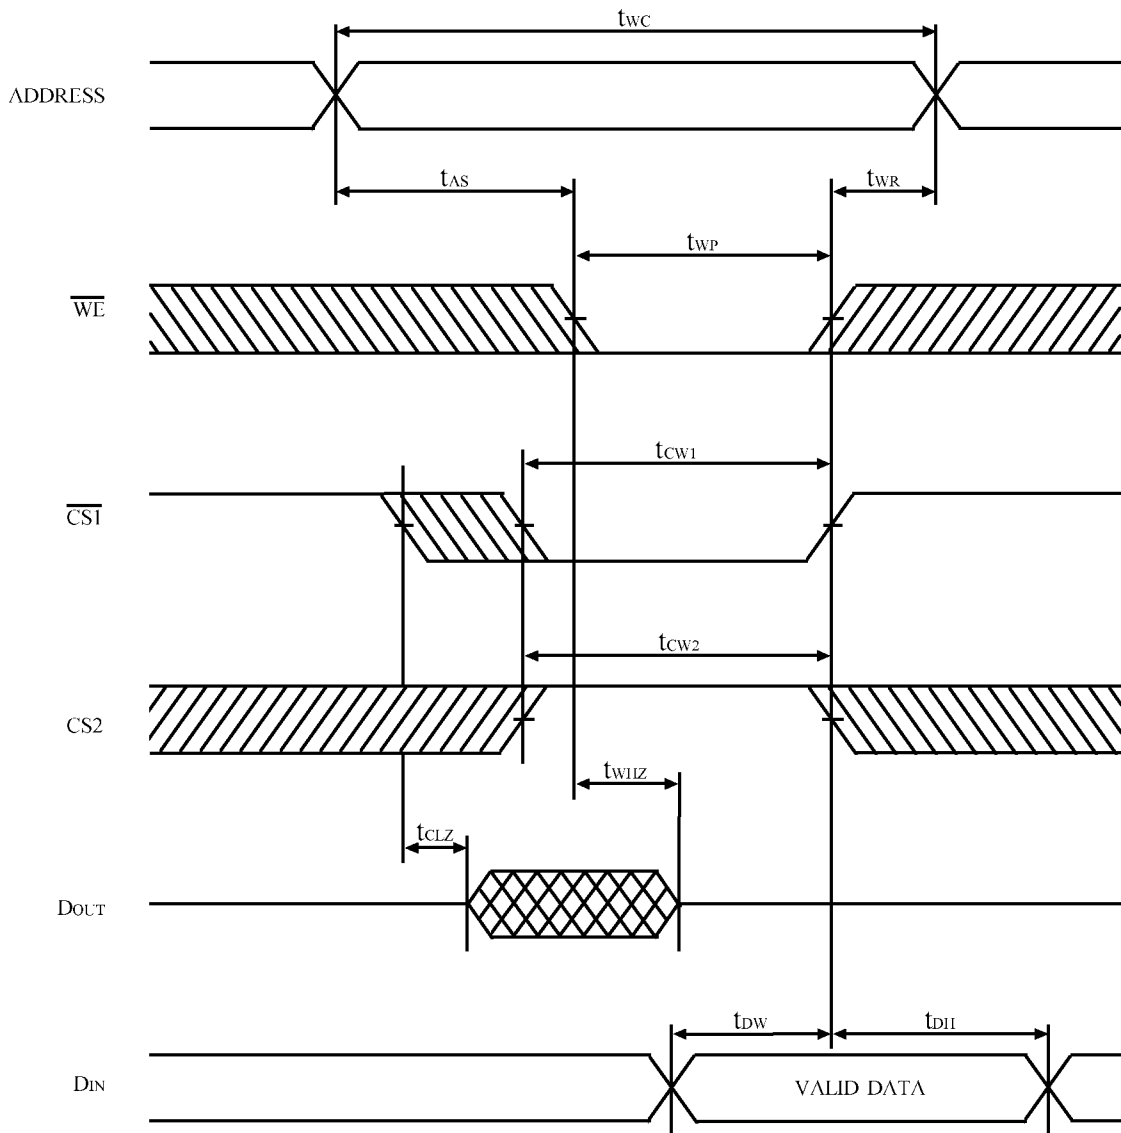 tWC
ADDRESS
tAS
tWR
tWP
WE
tCW1
CS1
tCW2
CS2
tWHZ
tCLZ
DOUT
tDW
tDH
DIN
VALID DATA